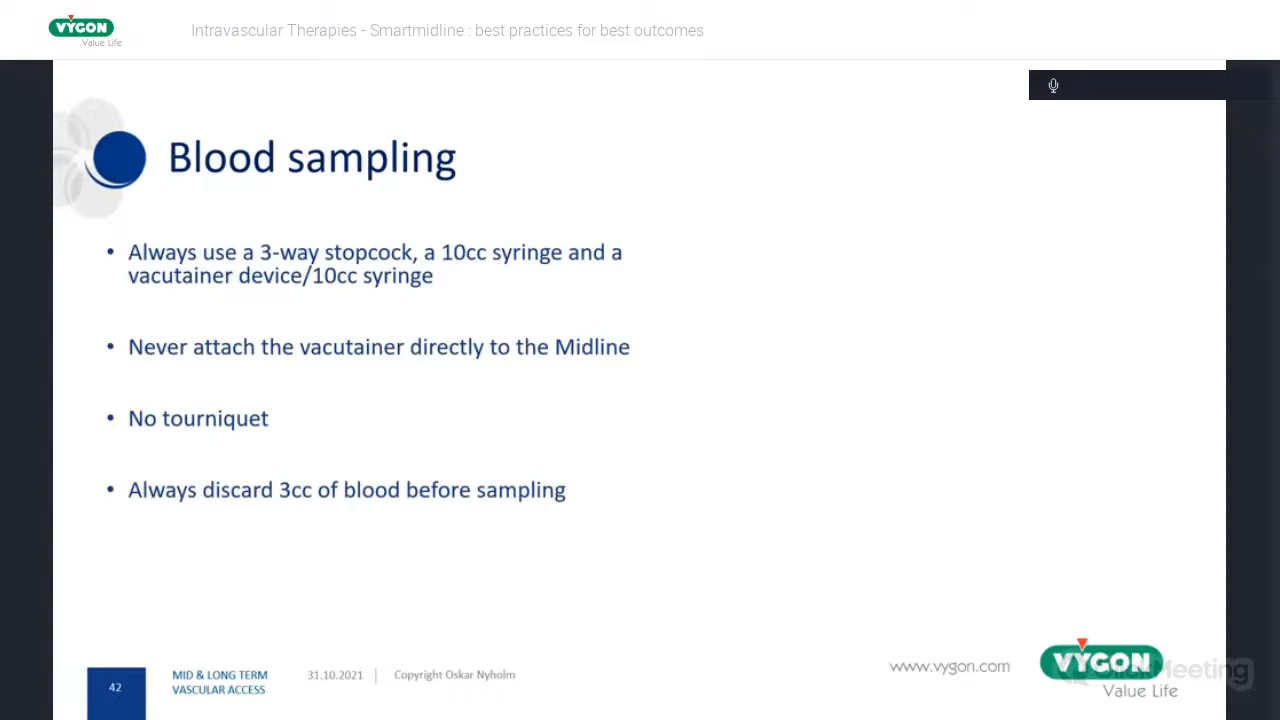 VYGON
Value Life
Intravascular Therapies - Smartmidline : best practices for best outcomes
Blood sampling
• Always use a 3-way stopcock, a 10cc syringe and a
vacutainer device/10cc syringe
• Never attach the vacutainer directly to the Midline
• No tourniquet
• Always discard 3cc of blood before sampling
42
MID & LONG TERM
VASCULAR ACCESS
31.10.2021
Copyright Oskar Nyholm
www.vygon.com
VYGON
Value Life
Meeting